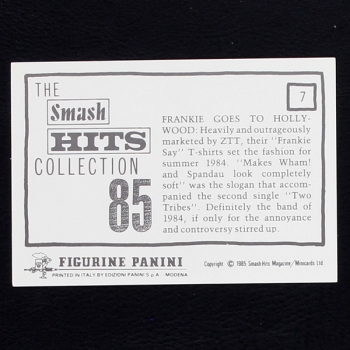 THE
Smash
HITS
COLLECTION
85
7
FRANKIE GOES TO HOLLY-
WOOD: Heavily and outrageously
marketed by ZTT, their "Frankie
Say" T-shirts set the fashion for
summer 1984. "Makes Wham!
and Spandau look completely
soft" was the slogan that accom-
panied the second single "Two
Tribes". Definitely the band of
1984, if only for the annoyance
and controversy stirred up.
FIGURINE PANINI
PRINTED IN ITALY BY EDIZIONI PANINI S.p.A. - MODENA
Copyright © 1985 Smash Hits Magazine/Minicards Ltd